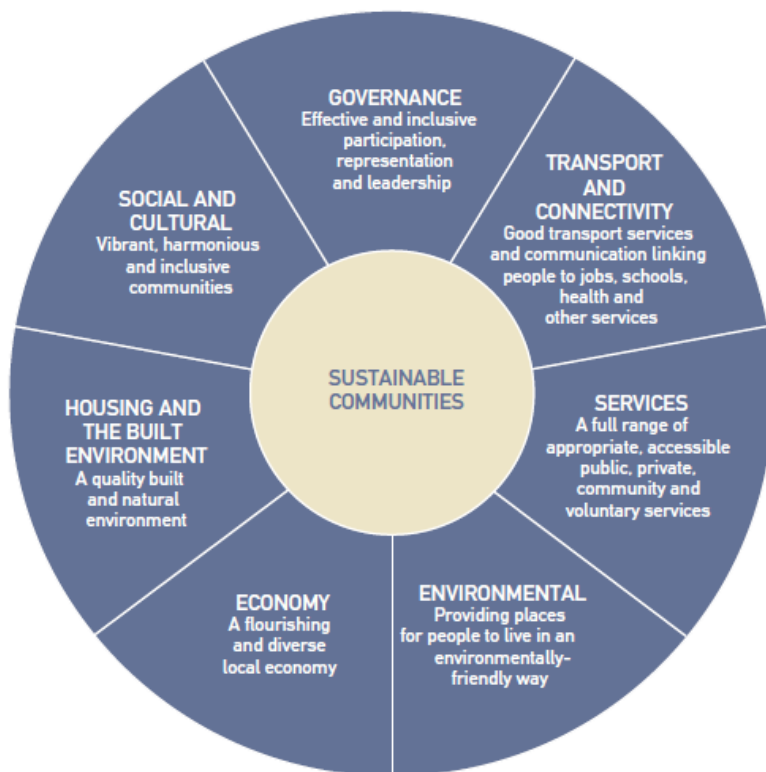 GOVERNANCE
Effective and inclusive
participation,
representation
and leadership
TRANSPORT
AND
CONNECTIVITY
Good transport services
and communication linking
people to jobs, schools,
health and
other services
SERVICES
A full range of
appropriate, accessible
public, private,
community and
voluntary services
ENVIRONMENTAL
Providing places
for people to live in an
environmentally-
friendly way
ECONOMY
A flourishing
and diverse
local economy
HOUSING AND
THE BUILT
ENVIRONMENT
A quality built
and natural
environment
SOCIAL AND
CULTURAL
Vibrant, harmonious
and inclusive
communities
SUSTAINABLE
COMMUNITIES